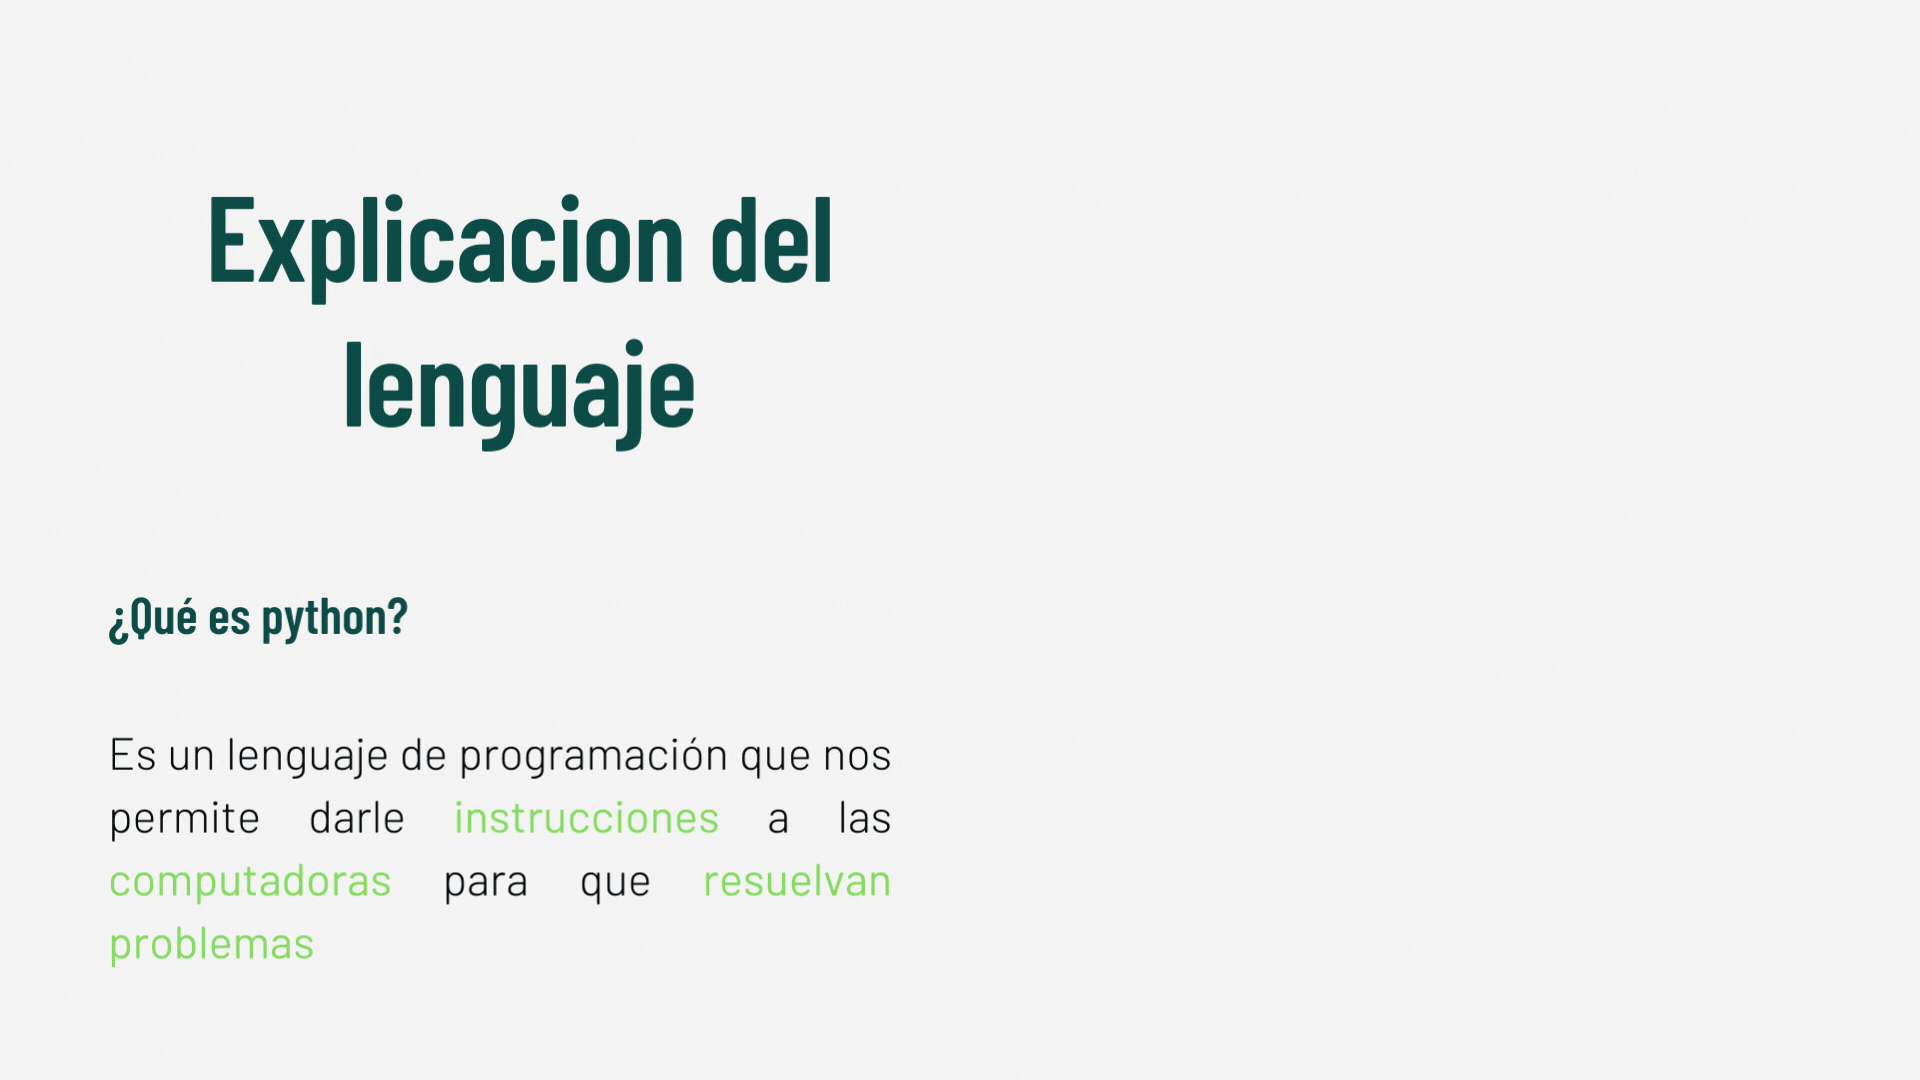 Explicacion del
lenguaje
¿Qué es python?
Es un lenguaje de programación que nos
permite darle instrucciones a las
computadoras para que resuelvan
problemas